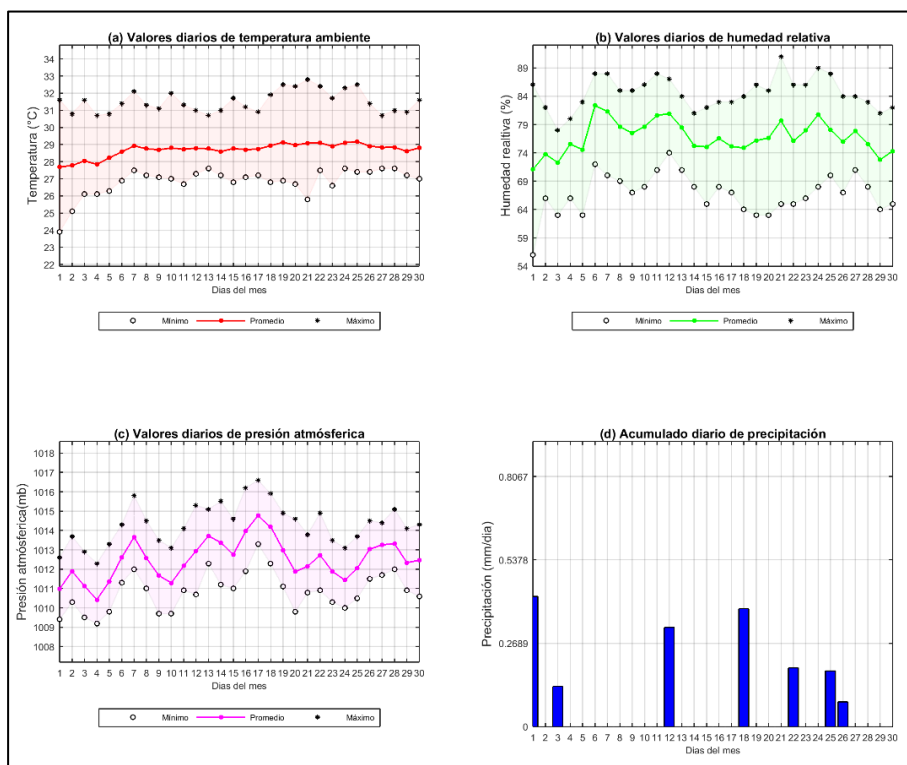 (a) Valores diarios de temperatura ambiente
Temperatura (°C)
34
33
32
31
30
29
28
27
26
25
24
23
22
1 2 3 4 5 6 7 8 9 10 11 12 13 14 15 16 17 18 19 20 21 22 23 24 25 26 27 28 29 30
Dias del mes
Mínimo Promedio Máximo
(b) Valores diarios de humedad relativa
Humedad realtiva (%)
89
84
79
74
69
64
59
54
1 2 3 4 5 6 7 8 9 10 11 12 13 14 15 16 17 18 19 20 21 22 23 24 25 26 27 28 29 30
Dias del mes
Mínimo Promedio Máximo
(c) Valores diarios de presión atmósferica
Presión atmósferica(mb)
1018
1017
1016
1015
1014
1013
1012
1011
1010
1009
1008
1 2 3 4 5 6 7 8 9 10 11 12 13 14 15 16 17 18 19 20 21 22 23 24 25 26 27 28 29 30
Dias del mes
Mínimo Promedio Máximo
(d) Acumulado diario de precipitación
Precipitación (mm/dia)
0.8067
0.5378
0.2689
0
1 2 3 4 5 6 7 8 9 10 11 12 13 14 15 16 17 18 19 20 21 22 23 24 25 26 27 28 29 30
Dias del mes